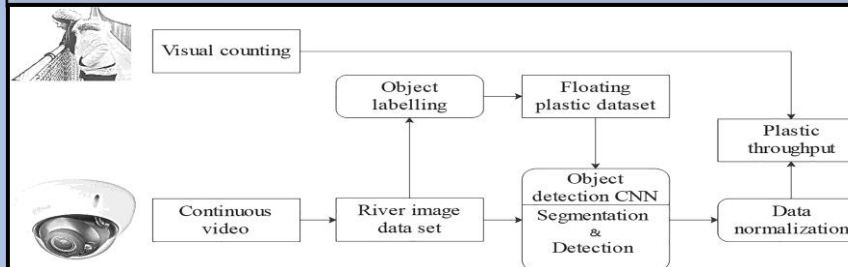 Visual counting
Object
labelling
Floating
plastic dataset
Plastic
throughput
Continuous
video
River image
data set
Object
detection CNN
Segmentation
&
Detection
Data
normalization